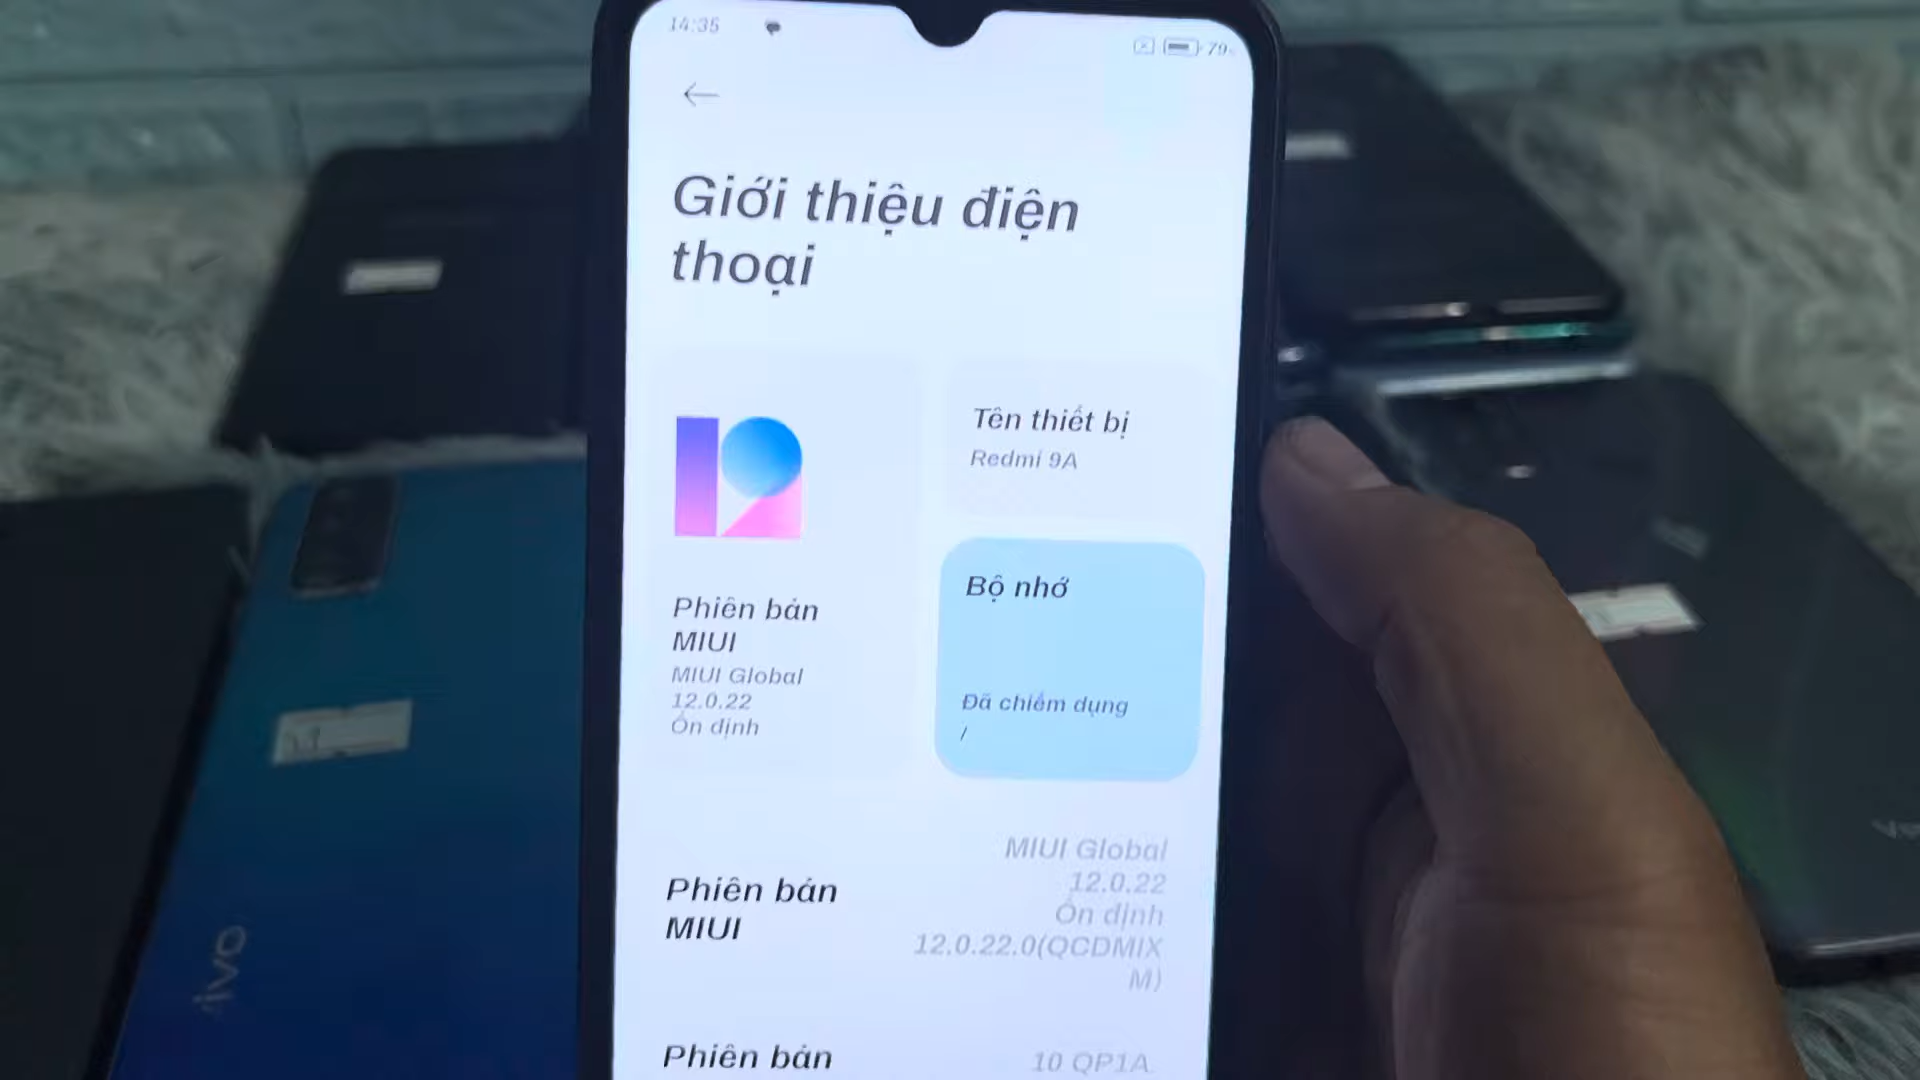 14:35
79
Giới thiệu điện
thoại
Tên thiết bị
Redmi 9A
Bộ nhớ
Đã chiếm dụng
/
Phiên bản
MIUI
MIUI Global
12.0.22
Ổn định
Phiên bản
MIUI
MIUI Global
12.0.22
Ổn định
12.0.22.0(QCDMIX
M)
Phiên bản
10 QP1A
vivo